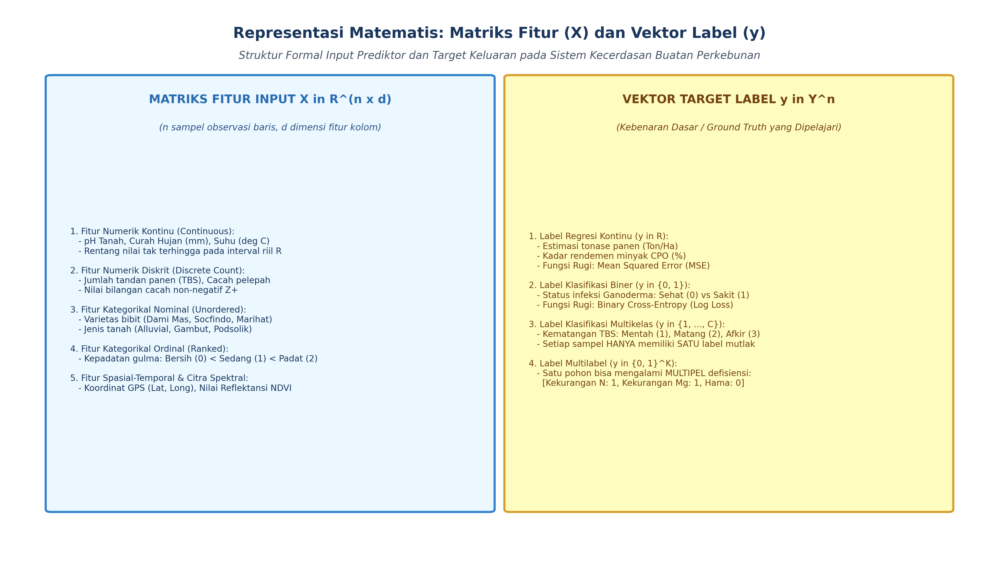 Representasi Matematis: Matriks Fitur (X) dan Vektor Label (y)
Struktur Formal Input Prediktor dan Target Keluaran pada Sistem Kecerdasan Buatan Perkebunan
MATRIKS FITUR INPUT X in R^(n x d)
(n sampel observasi baris, d dimensi fitur kolom)
1. Fitur Numerik Kontinu (Continuous):
- pH Tanah, Curah Hujan (mm), Suhu (deg C)
- Rentang nilai tak terhingga pada interval riil R
2. Fitur Numerik Diskrit (Discrete Count):
- Jumlah tandan panen (TBS), Cacah pelepah
- Nilai bilangan cacah non-negatif Z+
3. Fitur Kategorikal Nominal (Unordered):
- Varietas bibit (Dami Mas, Socfindo, Marihat)
- Jenis tanah (Alluvial, Gambut, Podsolik)
4. Fitur Kategorikal Ordinal (Ranked):
- Kepadatan gulma: Bersih (0) < Sedang (1) < Padat (2)
5. Fitur Spasial-Temporal & Citra Spektral:
- Koordinat GPS (Lat, Long), Nilai Reflektansi NDVI
VEKTOR TARGET LABEL y in Y^n
(Kebenaran Dasar / Ground Truth yang Dipelajari)
1. Label Regresi Kontinu (y in R):
- Estimasi tonase panen (Ton/Ha)
- Kadar rendemen minyak CPO (%)
- Fungsi Rugi: Mean Squared Error (MSE)
2. Label Klasifikasi Biner (y in {0, 1}):
- Status infeksi Ganoderma: Sehat (0) vs Sakit (1)
- Fungsi Rugi: Binary Cross-Entropy (Log Loss)
3. Label Klasifikasi Multikelas (y in {1, ..., C}):
- Kematangan TBS: Mentah (1), Matang (2), Afkir (3)
- Setiap sampel HANYA memiliki SATU label mutlak
4. Label Multilabel (y in {0, 1}^K):
- Satu pohon bisa mengalami MULTIPEL defisiensi:
[Kekurangan N: 1, Kekurangan Mg: 1, Hama: 0]